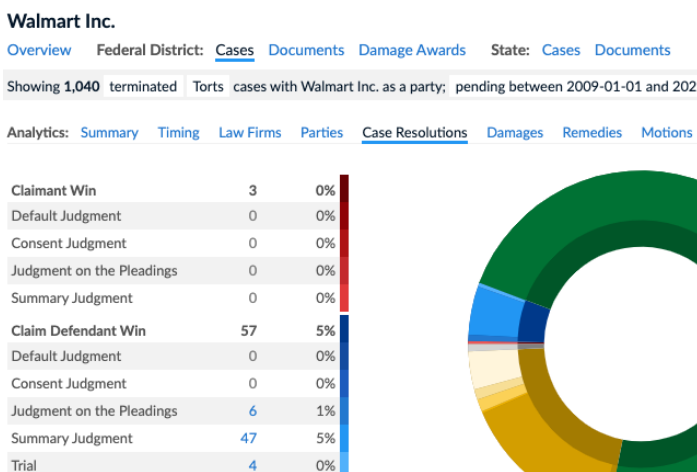 Walmart Inc.
Overview Federal District: Cases Documents Damage Awards State: Cases Documents
Showing 1,040 terminated Torts cases with Walmart Inc. as a party; pending between 2009-01-01 and 202
Analytics: Summary Timing Law Firms Parties Case Resolutions Damages Remedies Motions
Claimant Win 3 0%
Default Judgment 0 0%
Consent Judgment 0 0%
Judgment on the Pleadings 0 0%
Summary Judgment 0 0%
Claim Defendant Win 57 5%
Default Judgment 0 0%
Consent Judgment 0 0%
Judgment on the Pleadings 6 1%
Summary Judgment 47 5%
Trial 4 0%